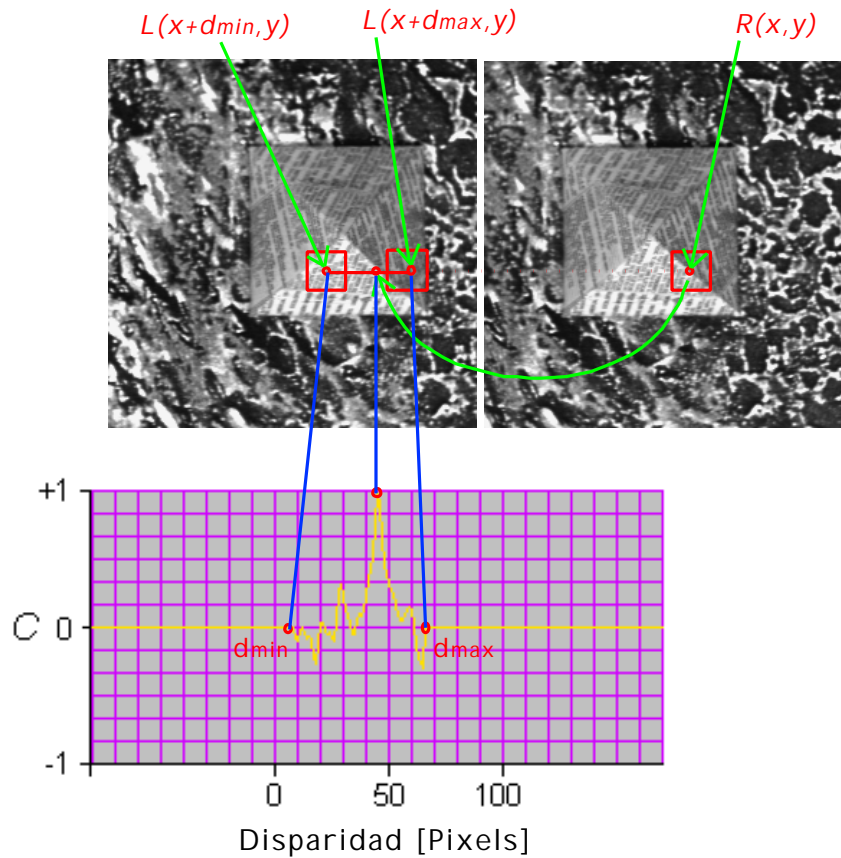 L(x+dmin,y) L(x+dmax,y) R(x,y)
+1
C 0
dmin dmax
-1
0 50 100
Disparidad [Pixels]